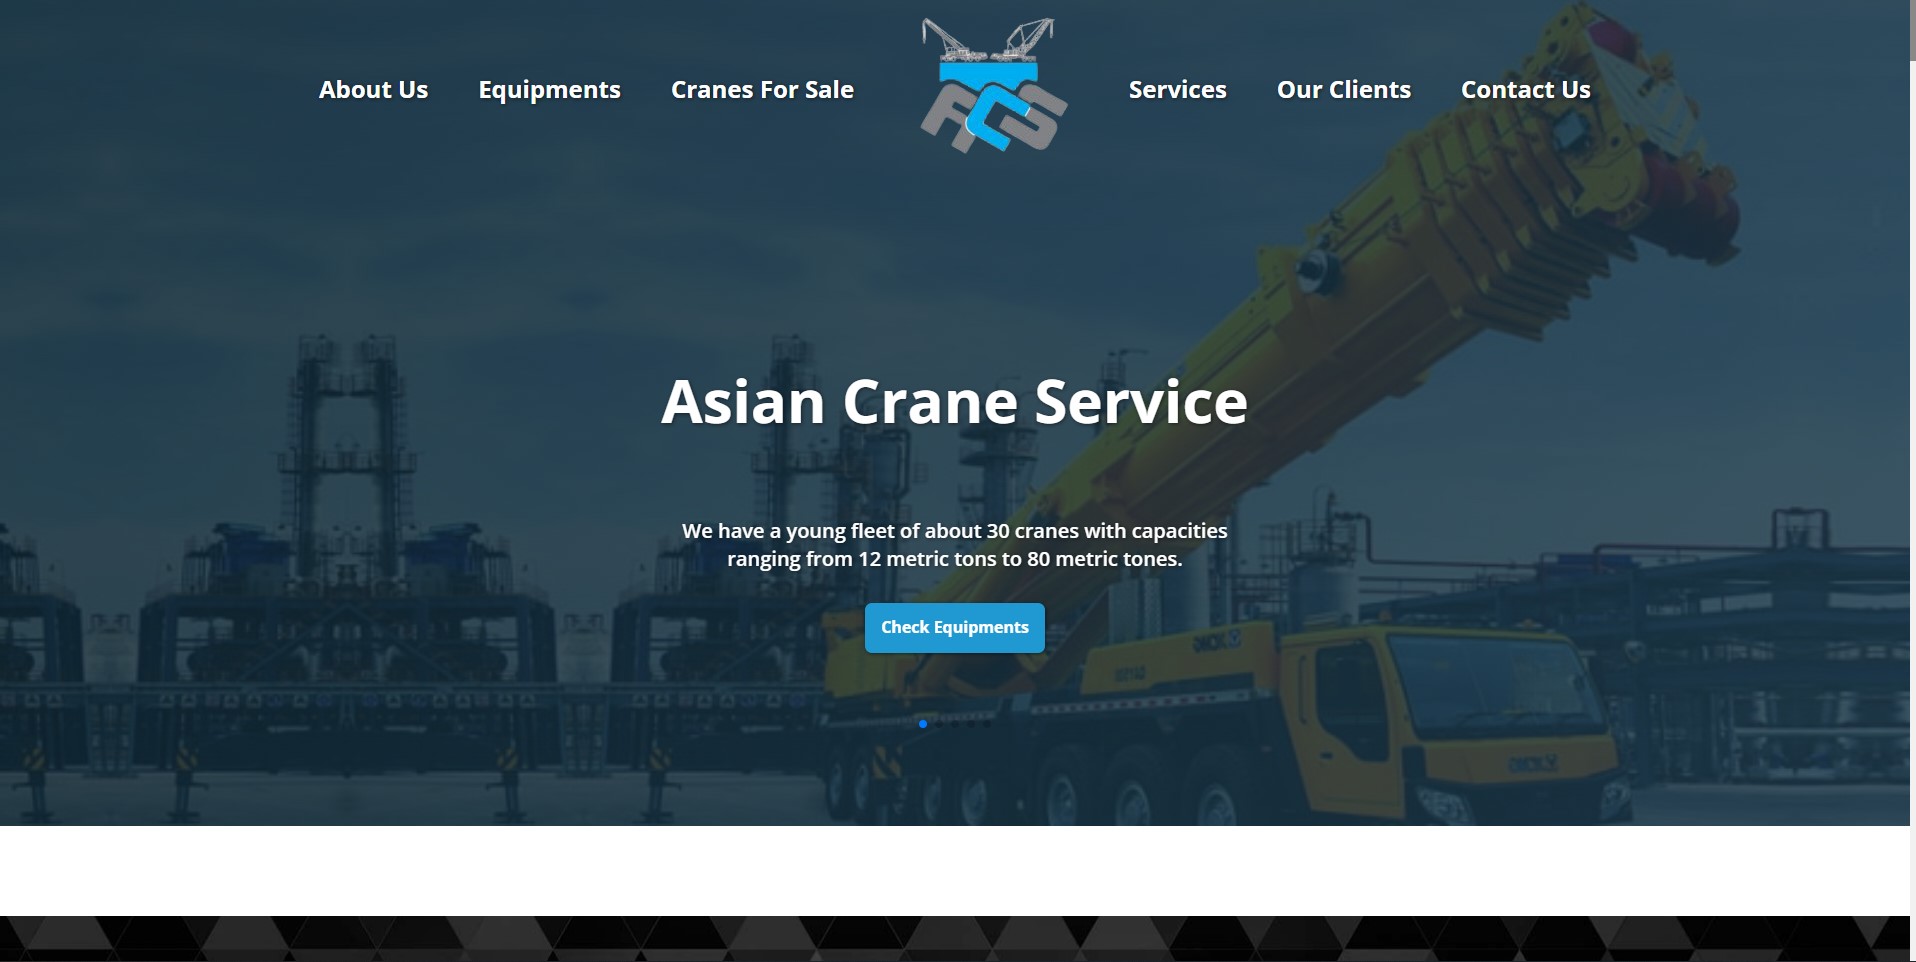 About Us
Equipments
Cranes For Sale
ACS
Services
Our Clients
Contact Us
Asian Crane Service
We have a young fleet of about 30 cranes with capacities
ranging from 12 metric tons to 80 metric tones.
Check Equipments